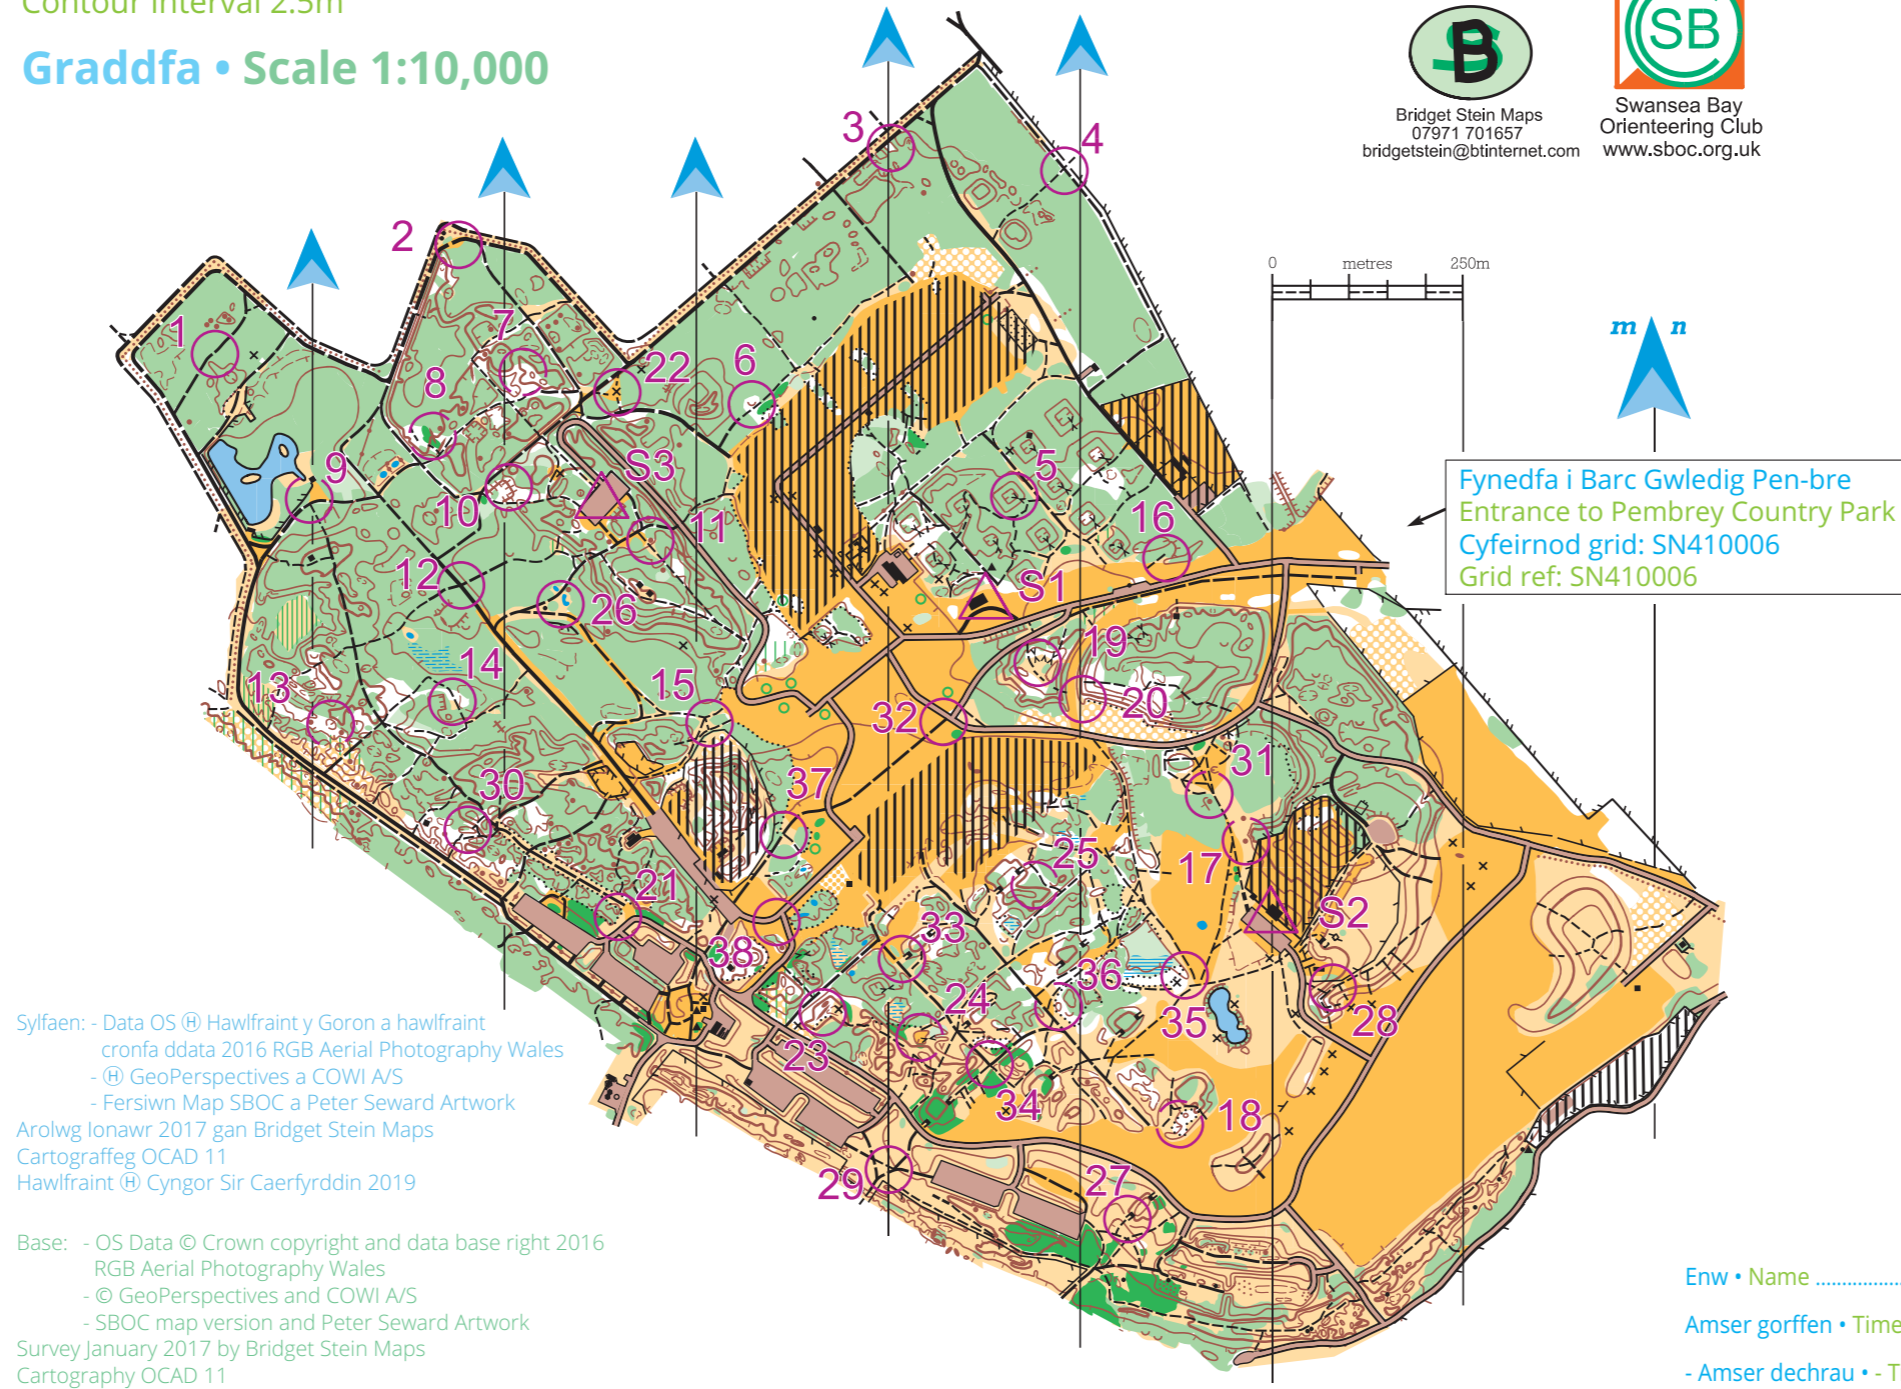 Contour interval 2.5m
Graddfa • Scale 1:10,000
B
S
Bridget Stein Maps
07971 701657
bridgetstein@btinternet.com
SB
Swansea Bay
Orienteering Club
www.sboc.org.uk
0 metres 250m
m n
Fynedfa i Barc Gwledig Pen-bre
Entrance to Pembrey Country Park
Cyfeirnod grid: SN410006
Grid ref: SN410006
3
4
2
1
7
22
6
8
9
S3
5
10
11
16
12
26
S1
19
14
13
15
20
32
31
30
37
25
17
21
S2
33
38
36
24
35
28
23
34
18
29
27
Sylfaen: - Data OS Ⓗ Hawlfraint y Goron a hawlfraint
cronfa ddata 2016 RGB Aerial Photography Wales
- Ⓗ GeoPerspectives a COWI A/S
- Fersiwn Map SBOC a Peter Seward Artwork
Arolwg Ionawr 2017 gan Bridget Stein Maps
Cartograffeg OCAD 11
Hawlfraint Ⓗ Cyngor Sir Caerfyrddin 2019
Base: - OS Data © Crown copyright and data base right 2016
RGB Aerial Photography Wales
- © GeoPerspectives and COWI A/S
- SBOC map version and Peter Seward Artwork
Survey January 2017 by Bridget Stein Maps
Cartography OCAD 11
Enw • Name ................
Amser gorffen • Time
- Amser dechrau • - T